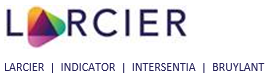 LARCIER
LARCIER | INDICATOR | INTERSENTIA | BRUYLANT